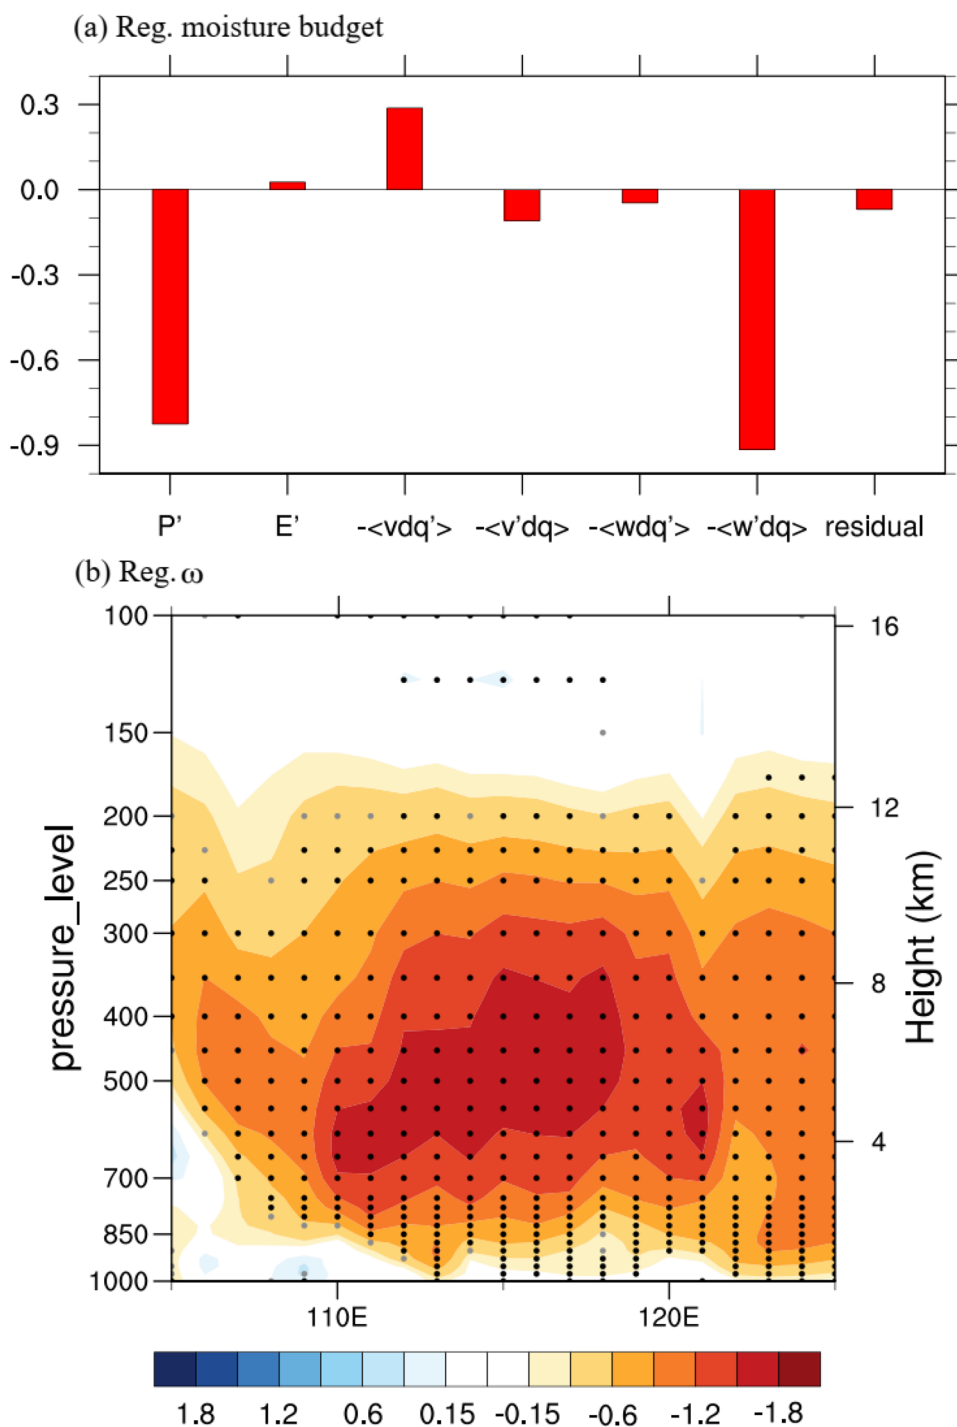 (a) Reg. moisture budget
0.3
0.0
-0.3
-0.6
-0.9
P' E' -<vdq'> -<v'dq> -<wdq'> -<w'dq> residual
(b) Reg. ω
100
150
200
250
300
400
500
700
850
1000
pressure_level
16
12
8
4
Height (km)
110E 120E
1.8 1.2 0.6 0.15 -0.15 -0.6 -1.2 -1.8